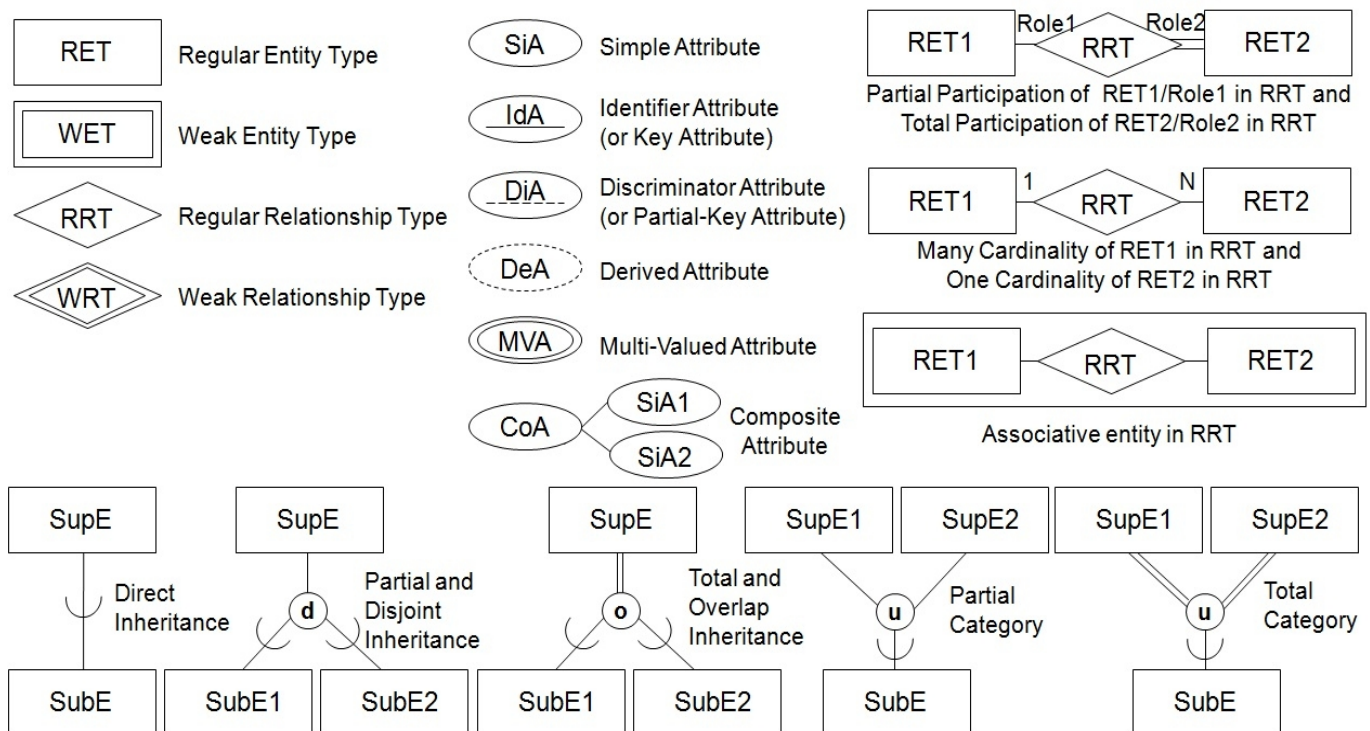 RET
Regular Entity Type
WET
Weak Entity Type
RRT
Regular Relationship Type
WRT
Weak Relationship Type
SiA
Simple Attribute
IdA
Identifier Attribute
(or Key Attribute)
DiA
Discriminator Attribute
(or Partial-Key Attribute)
DeA
Derived Attribute
MVA
Multi-Valued Attribute
CoA
SiA1
SiA2
Composite
Attribute
RET1
Role1
RRT
Role2
RET2
Partial Participation of RET1/Role1 in RRT and
Total Participation of RET2/Role2 in RRT
RET1
1
RRT
N
RET2
Many Cardinality of RET1 in RRT and
One Cardinality of RET2 in RRT
RET1
RRT
RET2
Associative entity in RRT
SupE
Direct
Inheritance
SubE
SupE
d
Partial and
Disjoint
Inheritance
SubE1
SubE2
SupE
o
Total and
Overlap
Inheritance
SubE1
SubE2
SupE1
SupE2
u
Partial
Category
SubE
SupE1
SupE2
u
Total
Category
SubE